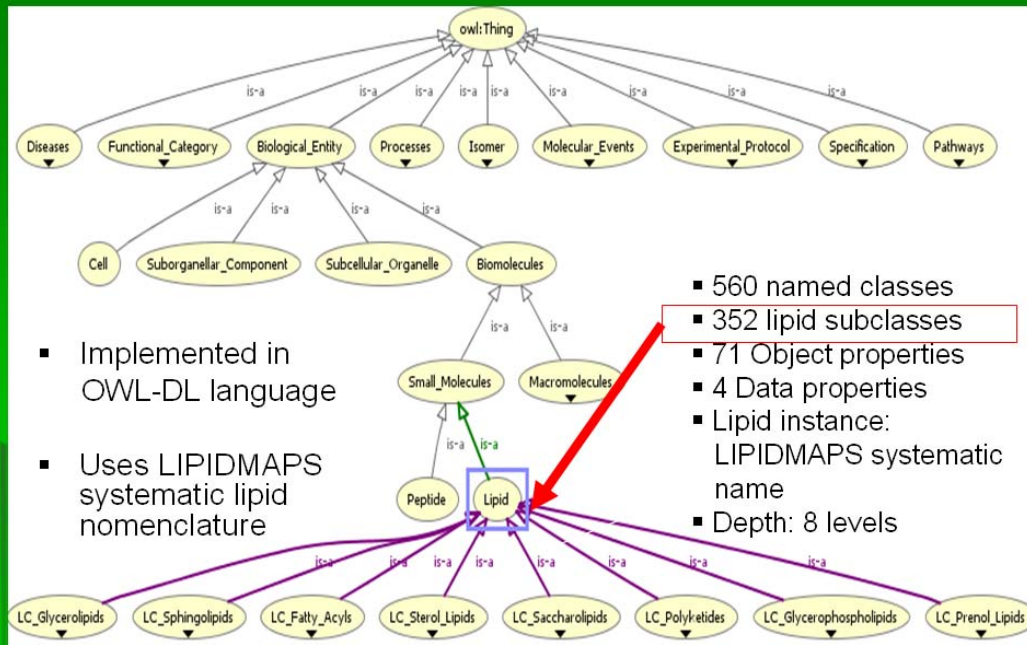 owl:Thing
is-a is-a is-a is-a is-a is-a is-a is-a is-a
Diseases Functional_Category Biological_Entity Processes Isomer Molecular_Events Experimental_Protocol Specification Pathways
is-a is-a is-a is-a
Cell Suborganellar_Component Subcellular_Organelle Biomolecules
is-a is-a
Small_Molecules Macromolecules
is-a is-a
Peptide Lipid
is-a is-a is-a is-a is-a is-a is-a is-a
LC_Glycerolipids LC_Sphingolipids LC_Fatty_Acyls LC_Sterol_Lipids LC_Saccharolipids LC_Polyketides LC_Glycerophospholipids LC_Prenol_Lipids
▪ Implemented in
OWL-DL language
▪ Uses LIPIDMAPS
systematic lipid
nomenclature
▪ 560 named classes
▪ 352 lipid subclasses
▪ 71 Object properties
▪ 4 Data properties
▪ Lipid instance:
LIPIDMAPS systematic
name
▪ Depth: 8 levels